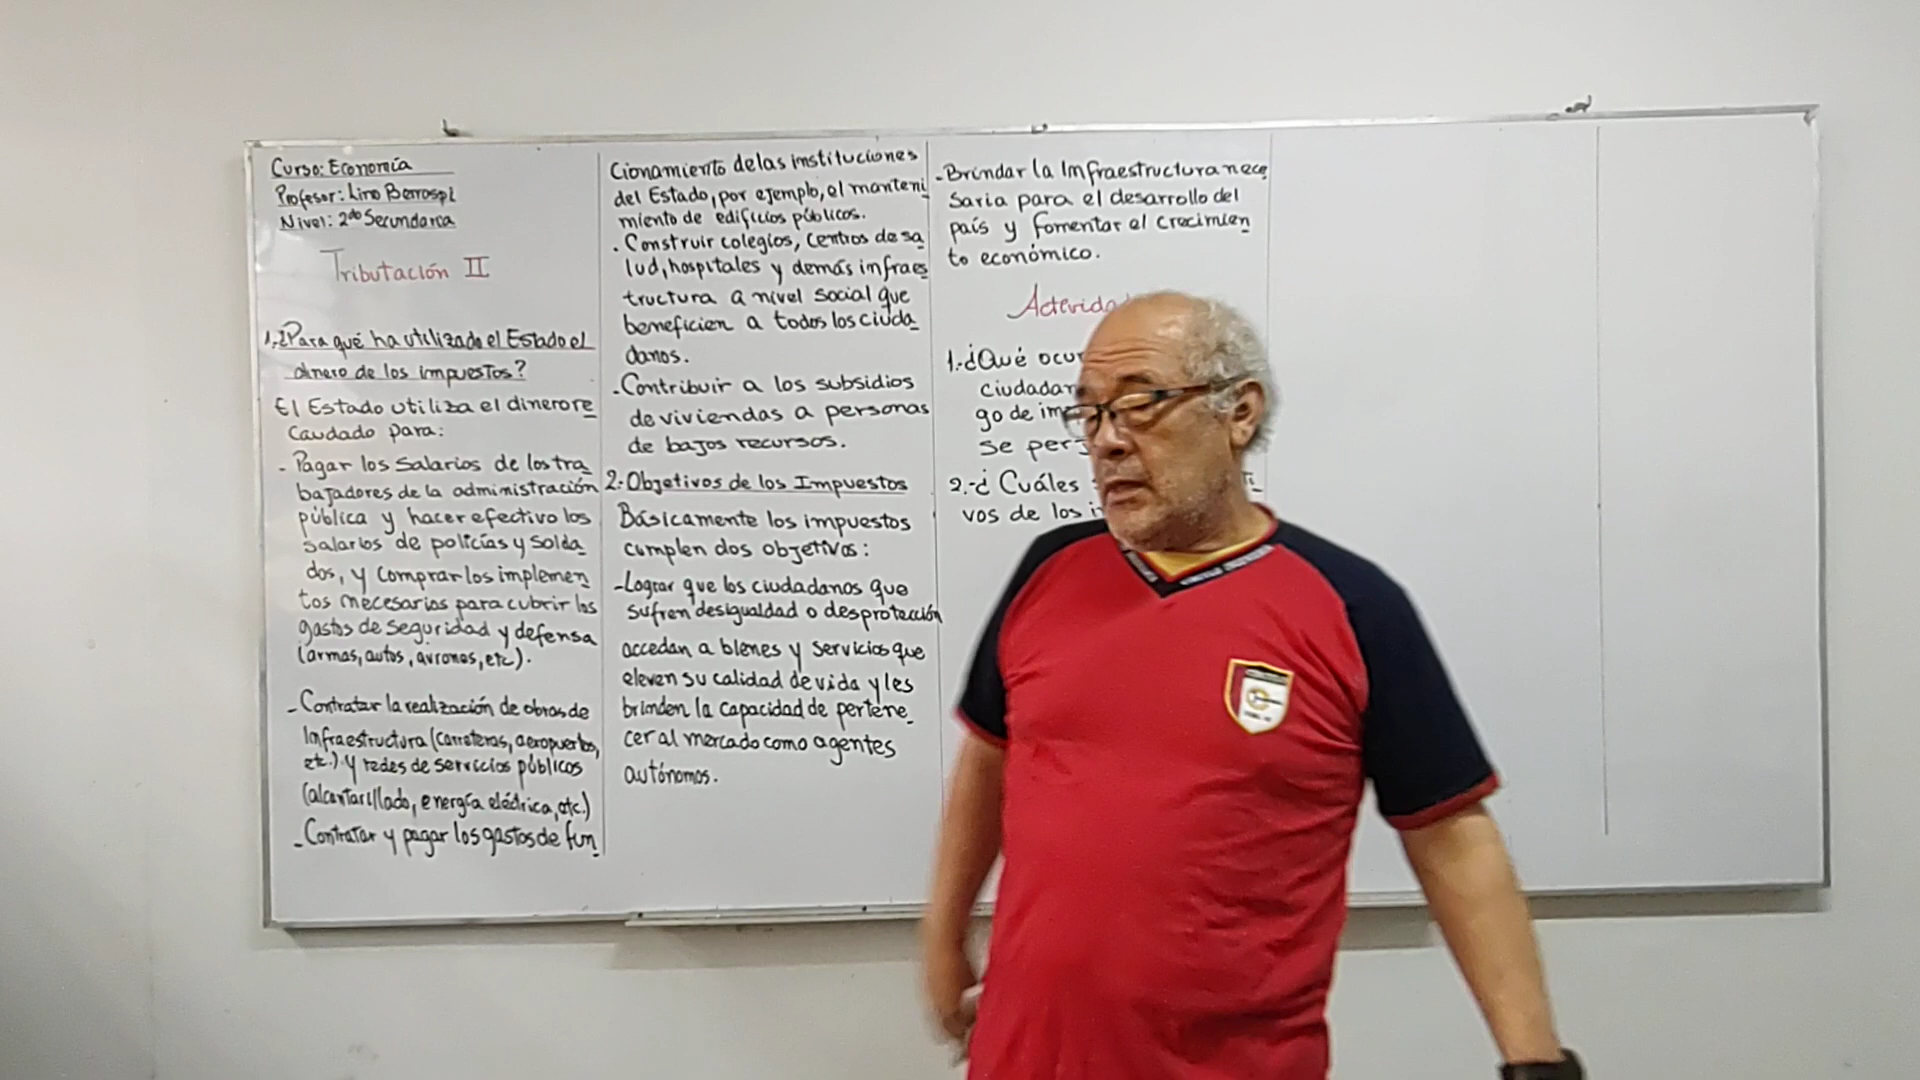 Curso: Economía
Profesor: Lino Berrospi
Nivel: 2do Secundaria
Tributación II
1.¿Para qué ha utilizado el Estado el
dinero de los impuestos?
El Estado utiliza el dinero re
caudado para:
- Pagar los salarios de los tra
bajadores de la administración
pública y hacer efectivo los
salarios de policías y solda
dos, y comprar los implemen
tos necesarios para cubrir los
gastos de seguridad y defensa
(armas, autos, aviones, etc).
- Contratar la realización de obras de
infraestructura (carreteras, aeropuertos,
etc.) y redes de servicios públicos
(alcantarillado, energía eléctrica, etc.)
- Contratar y pagar los gastos de fun
cionamiento de las instituciones
del Estado, por ejemplo, el manteni
miento de edificios públicos.
. Construir colegios, centros de sa
lud, hospitales y demás infraes
tructura a nivel social que
beneficien a todos los ciuda
danos.
- Contribuir a los subsidios
de viviendas a personas
de bajos recursos.
2. Objetivos de los Impuestos
Básicamente los impuestos
cumplen dos objetivos:
- Lograr que los ciudadanos que
sufren desigualdad o desprotección
accedan a bienes y servicios que
eleven su calidad de vida y les
brinden la capacidad de pertene
cer al mercado como agentes
autónomos.
- Brindar la infraestructura nece
saria para el desarrollo del
país y fomentar el crecimien
to económico.
Activida
1.-¿Qué ocu
ciudadan
go de im
se per
2.-¿ Cuáles
vos de los i